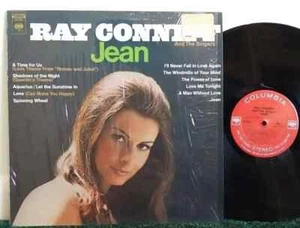 RAY CONNIFF
And The Singers
Jean
A Time for Us
(Love Theme From "Romeo and Juliet")
Shadows of the Night
(Quentin's Theme)
Aquarius/Let the Sunshine In
Love (Can Make You Happy)
Spinning Wheel
I'll Never Fall in Love Again
The Windmills of Your Mind
The Power of Love
Love Me Tonight
A Man Without Love
Jean
COLUMBIA
STEREO